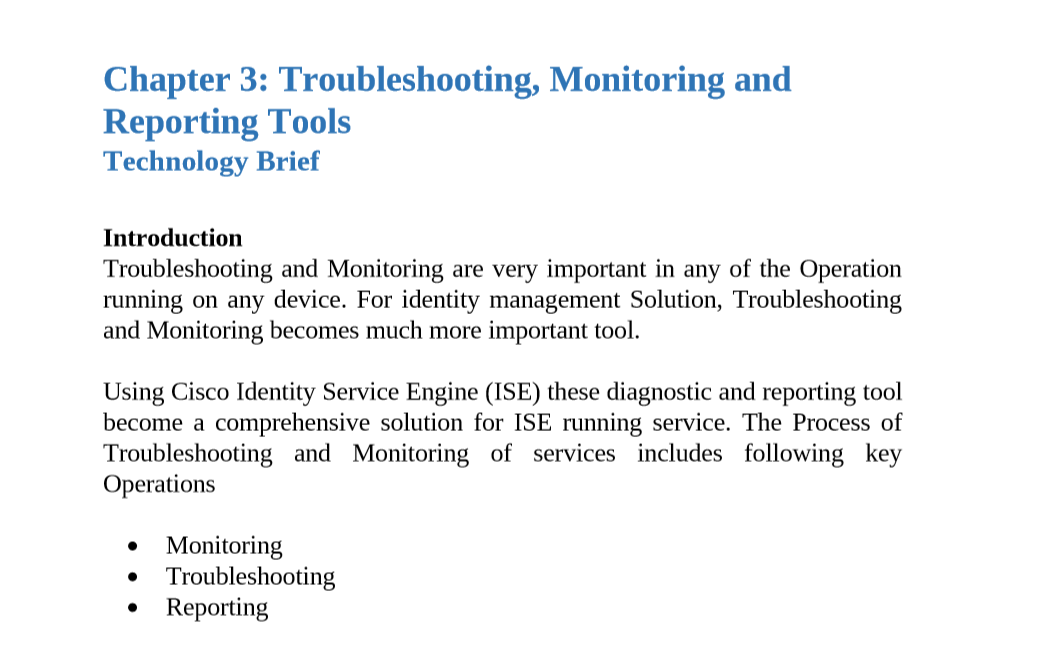 Chapter 3: Troubleshooting, Monitoring and
Reporting Tools
Technology Brief
Introduction
Troubleshooting and Monitoring are very important in any of the Operation
running on any device. For identity management Solution, Troubleshooting
and Monitoring becomes much more important tool.
Using Cisco Identity Service Engine (ISE) these diagnostic and reporting tool
become a comprehensive solution for ISE running service. The Process of
Troubleshooting and Monitoring of services includes following key
Operations
• Monitoring
• Troubleshooting
• Reporting